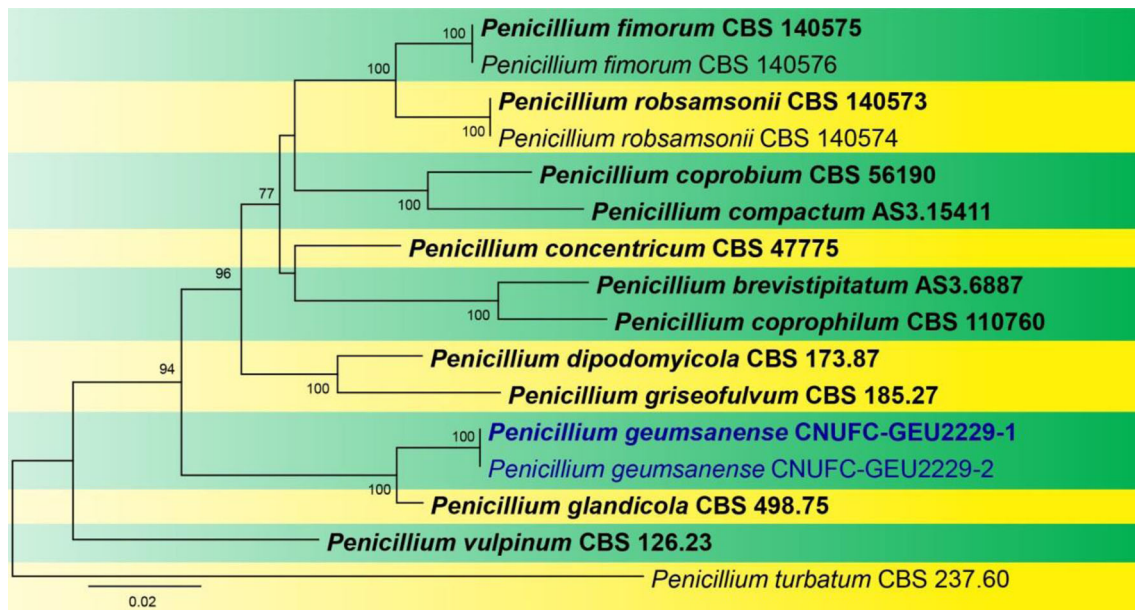 100
Penicillium fimorum CBS 140575
Penicillium fimorum CBS 140576
100
Penicillium robsamsonii CBS 140573
100
Penicillium robsamsonii CBS 140574
Penicillium coprobium CBS 56190
77
100
Penicillium compactum AS3.15411
Penicillium concentricum CBS 47775
96
Penicillium brevistipitatum AS3.6887
100
Penicillium coprophilum CBS 110760
Penicillium dipodomyicola CBS 173.87
94
100
Penicillium griseofulvum CBS 185.27
100
Penicillium geumsanense CNUFC-GEU2229-1
Penicillium geumsanense CNUFC-GEU2229-2
100
Penicillium glandicola CBS 498.75
Penicillium vulpinum CBS 126.23
Penicillium turbatum CBS 237.60
0.02